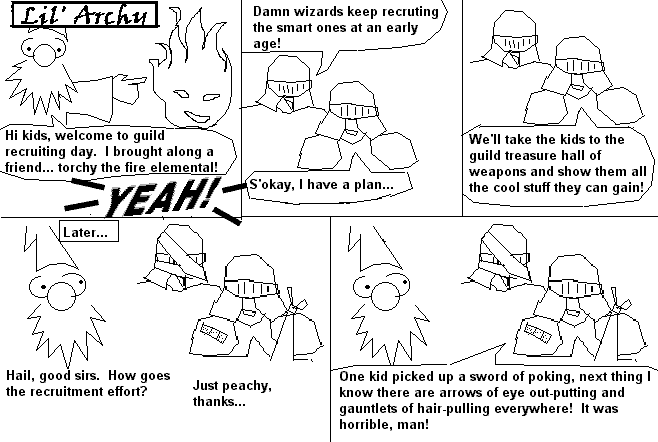 Lil' Archy
Hi kids, welcome to guild
recruiting day. I brought along a
friend... torchy the fire elemental!
YEAH!
Damn wizards keep recruting
the smart ones at an early
age!
S'okay, I have a plan...
We'll take the kids to the
guild treasure hall of
weapons and show them all
the cool stuff they can gain!
Later...
Hail, good sirs. How goes
the recruitment effort?
Just peachy,
thanks...
One kid picked up a sword of poking, next thing I
know there are arrows of eye out-putting and
gauntlets of hair-pulling everywhere! It was
horrible, man!